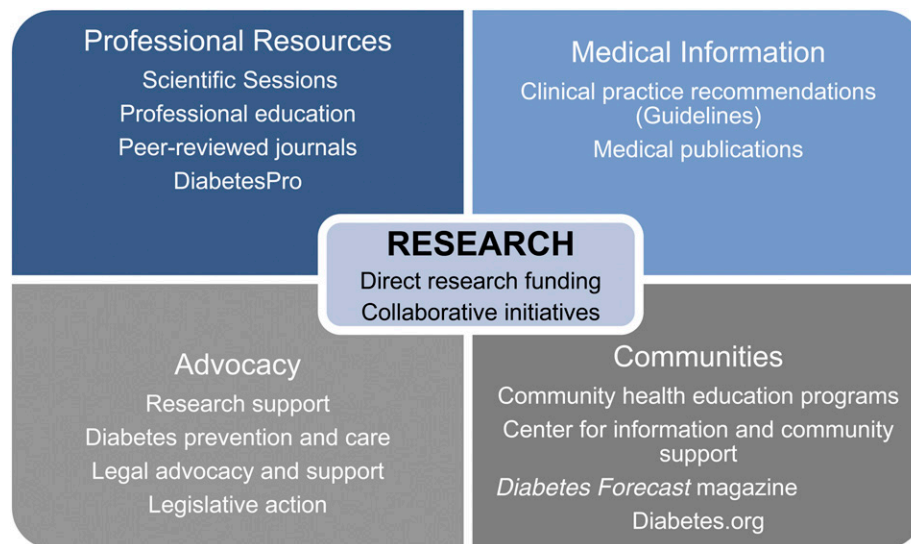 Professional Resources
Scientific Sessions
Professional education
Peer-reviewed journals
DiabetesPro
Medical Information
Clinical practice recommendations
(Guidelines)
Medical publications
RESEARCH
Direct research funding
Collaborative initiatives
Advocacy
Research support
Diabetes prevention and care
Legal advocacy and support
Legislative action
Communities
Community health education programs
Center for information and community
support
Diabetes Forecast magazine
Diabetes.org